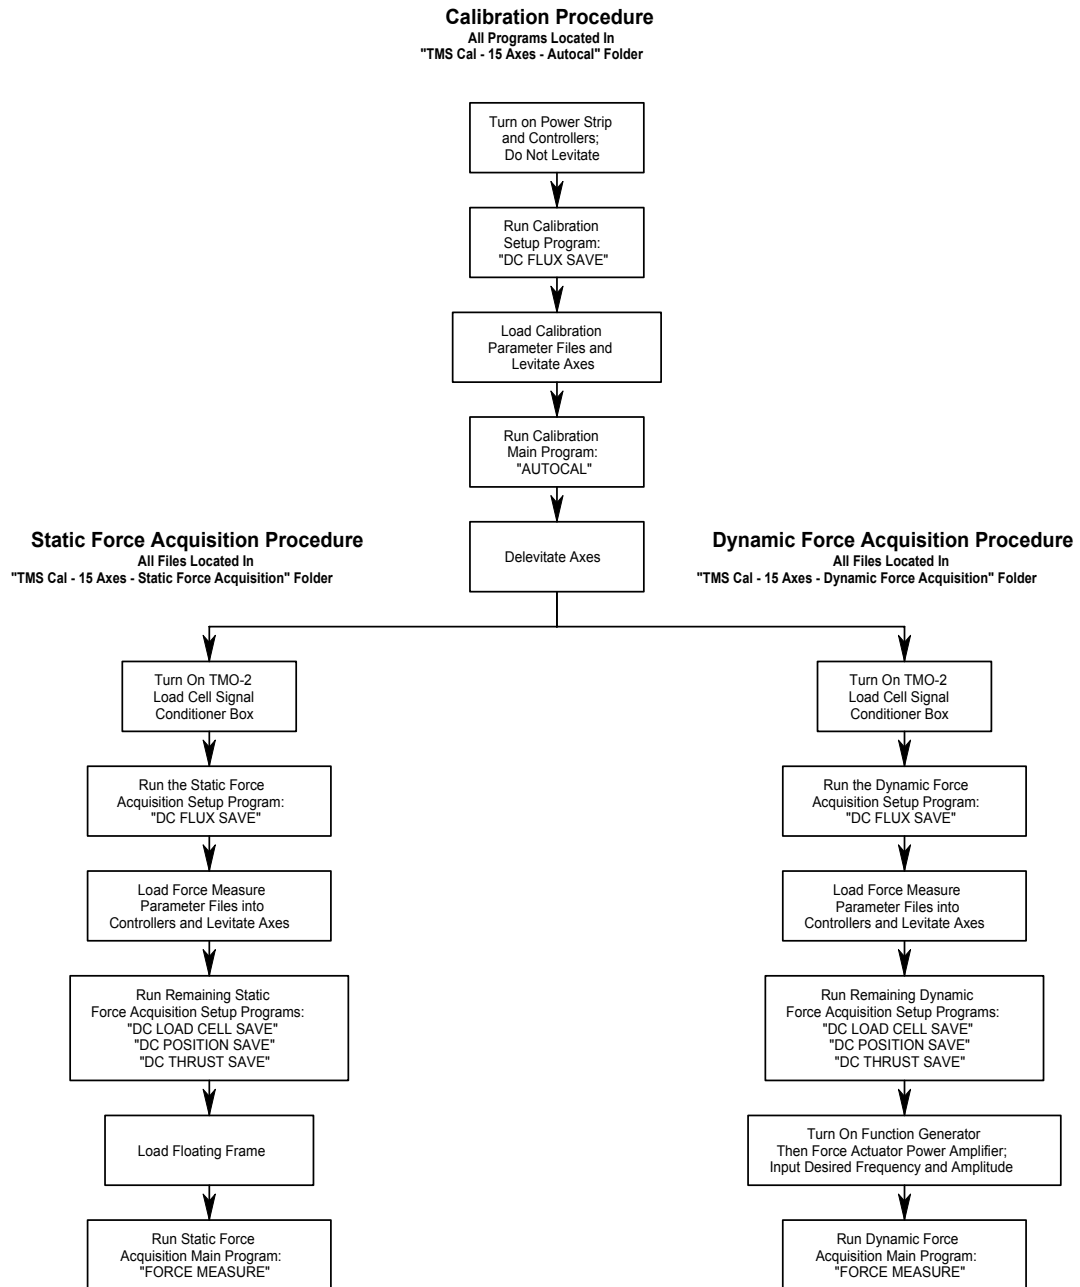 Calibration Procedure
All Programs Located In
"TMS Cal - 15 Axes - Autocal" Folder
Turn on Power Strip
and Controllers;
Do Not Levitate
Run Calibration
Setup Program:
"DC FLUX SAVE"
Load Calibration
Parameter Files and
Levitate Axes
Run Calibration
Main Program:
"AUTOCAL"
Delevitate Axes
Static Force Acquisition Procedure
All Files Located In
"TMS Cal - 15 Axes - Static Force Acquisition" Folder
Turn On TMO-2
Load Cell Signal
Conditioner Box
Run the Static Force
Acquisition Setup Program:
"DC FLUX SAVE"
Load Force Measure
Parameter Files into
Controllers and Levitate Axes
Run Remaining Static
Force Acquisition Setup Programs:
"DC LOAD CELL SAVE"
"DC POSITION SAVE"
"DC THRUST SAVE"
Load Floating Frame
Run Static Force
Acquisition Main Program:
"FORCE MEASURE"
Dynamic Force Acquisition Procedure
All Files Located In
"TMS Cal - 15 Axes - Dynamic Force Acquisition" Folder
Turn On TMO-2
Load Cell Signal
Conditioner Box
Run the Dynamic Force
Acquisition Setup Program:
"DC FLUX SAVE"
Load Force Measure
Parameter Files into
Controllers and Levitate Axes
Run Remaining Dynamic
Force Acquisition Setup Programs:
"DC LOAD CELL SAVE"
"DC POSITION SAVE"
"DC THRUST SAVE"
Turn On Function Generator
Then Force Actuator Power Amplifier;
Input Desired Frequency and Amplitude
Run Dynamic Force
Acquisition Main Program:
"FORCE MEASURE"